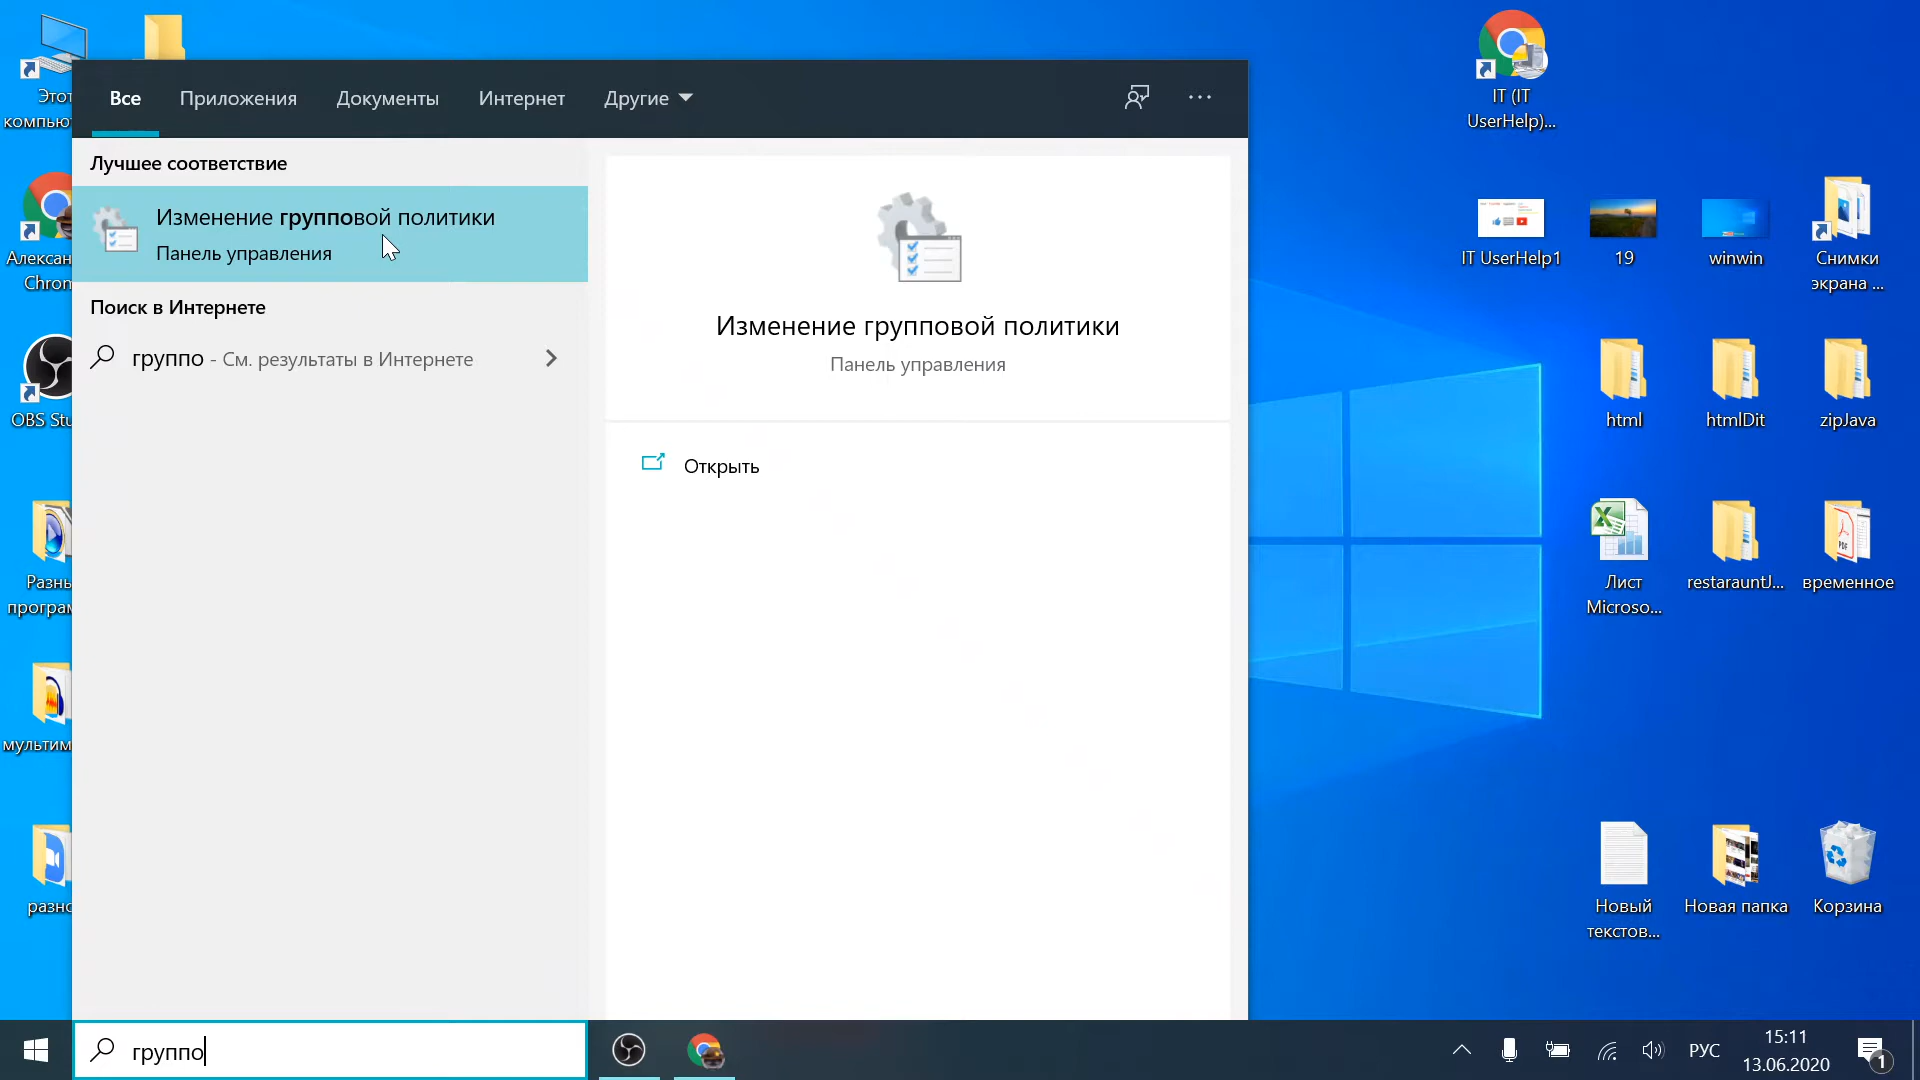 Все
Приложения
Документы
Интернет
Другие
Лучшее соответствие
Изменение групповой политики
Панель управления
Поиск в Интернете
группо - См. результаты в Интернете
Изменение групповой политики
Панель управления
Открыть
Этот
компью
Алексан
Chrom
OBS Stu
Разны
програм
мультим
разно
IT (IT
UserHelp)...
IT UserHelp1
19
winwin
Снимки
экрана ...
html
htmlDit
zipJava
Лист
Microso...
restarauntJ...
временное
Новый
текстов...
Новая папка
Корзина
группо
РУС
15:11
13.06.2020
1